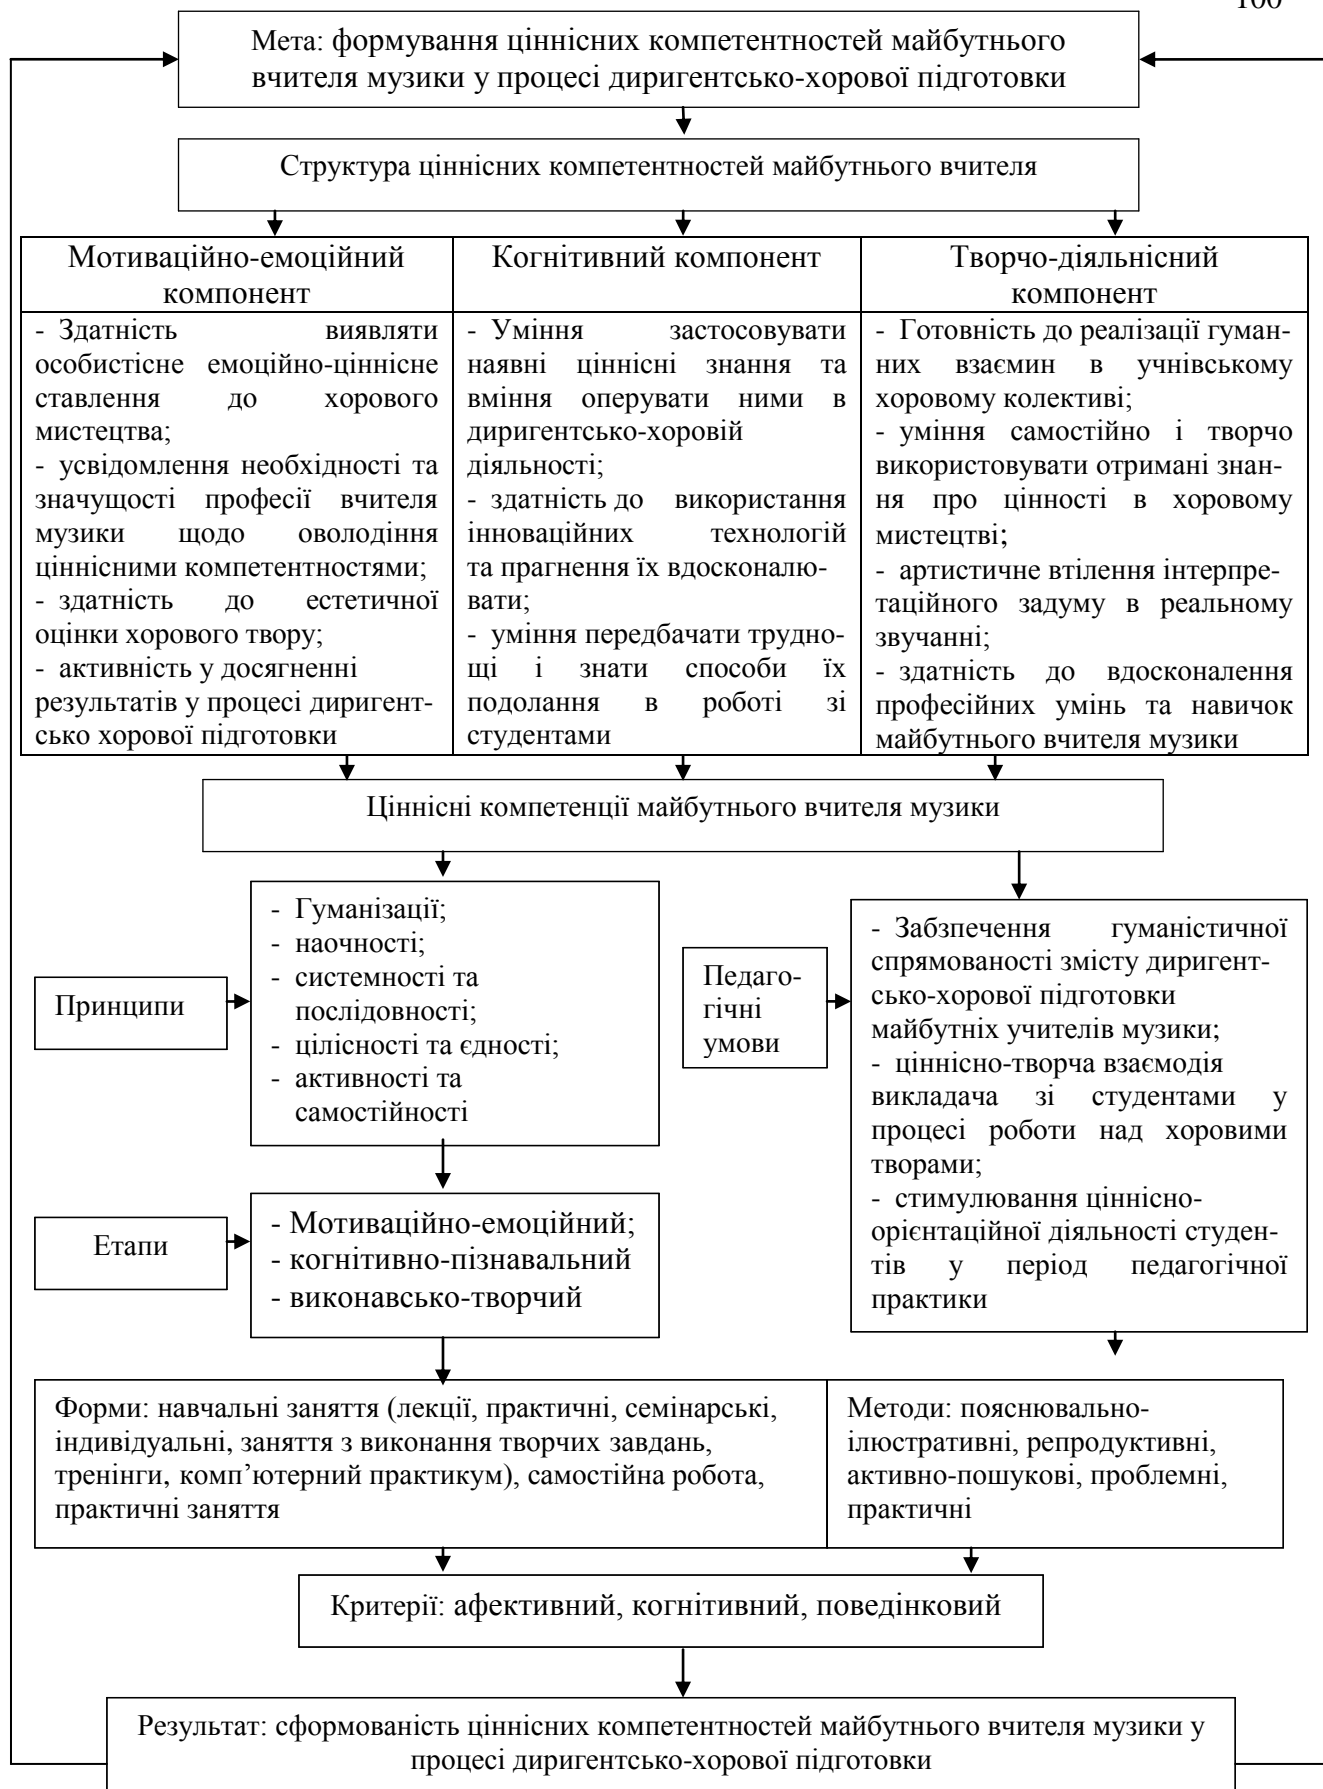 100
Мета: формування ціннісних компетентностей майбутнього
вчителя музики у процесі диригентсько-хорової підготовки
Структура ціннісних компетентностей майбутнього вчителя
Мотиваційно-емоційний
компонент
- Здатність виявляти
особистісне емоційно-ціннісне
ставлення до хорового
мистецтва;
- усвідомлення необхідності та
значущості професії вчителя
музики щодо оволодіння
ціннісними компетентностями;
- здатність до естетичної
оцінки хорового твору;
- активність у досягненні
результатів у процесі диригент-
сько хорової підготовки
Когнітивний компонент
- Уміння застосовувати
наявні ціннісні знання та
вміння оперувати ними в
диригентсько-хоровій
діяльності;
- здатність до використання
інноваційних технологій
та прагнення їх вдосконалю-
вати;
- уміння передбачати трудно-
щі і знати способи їх
подолання в роботі зі
студентами
Творчо-діяльнісний
компонент
- Готовність до реалізації гуман-
них взаємин в учнівському
хоровому колективі;
- уміння самостійно і творчо
використовувати отримані знан-
ня про цінності в хоровому
мистецтві;
- артистичне втілення інтерпре-
таційного задуму в реальному
звучанні;
- здатність до вдосконалення
професійних умінь та навичок
майбутнього вчителя музики
Ціннісні компетенції майбутнього вчителя музики
Принципи
- Гуманізації;
- наочності;
- системності та
послідовності;
- цілісності та єдності;
- активності та
самостійності
Педаго-
гічні
умови
- Забзпечення гуманістичної
спрямованості змісту диригент-
сько-хорової підготовки
майбутніх учителів музики;
- ціннісно-творча взаємодія
викладача зі студентами у
процесі роботи над хоровими
творами;
- стимулювання ціннісно-
орієнтаційної діяльності студен-
тів у період педагогічної
практики
Етапи
- Мотиваційно-емоційний;
- когнітивно-пізнавальний
- виконавсько-творчий
Форми: навчальні заняття (лекції, практичні, семінарські,
індивідуальні, заняття з виконання творчих завдань,
тренінги, комп’ютерний практикум), самостійна робота,
практичні заняття
Методи: пояснювально-
ілюстративні, репродуктивні,
активно-пошукові, проблемні,
практичні
Критерії: афективний, когнітивний, поведінковий
Результат: сформованість ціннісних компетентностей майбутнього вчителя музики у
процесі диригентсько-хорової підготовки